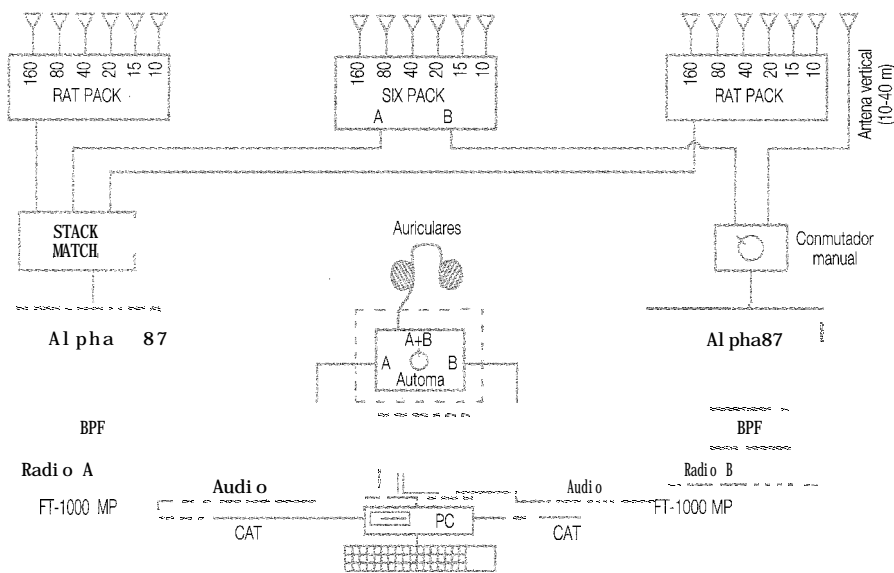 160 80 40 20 15 10
RAT PACK
160 80 40 20 15 10
SIX PACK
A B
160 80 40 20 15 10
RAT PACK
Antena vertical
(10-40 m)
STACK
MATCH
Auriculares
Conmutador
manual
Alpha 87
A+B
A B
Automa
Alpha87
BPF
BPF
Radio A
Radio B
FT-1000 MP
Audio
Audio
FT-1000 MP
CAT
PC
CAT